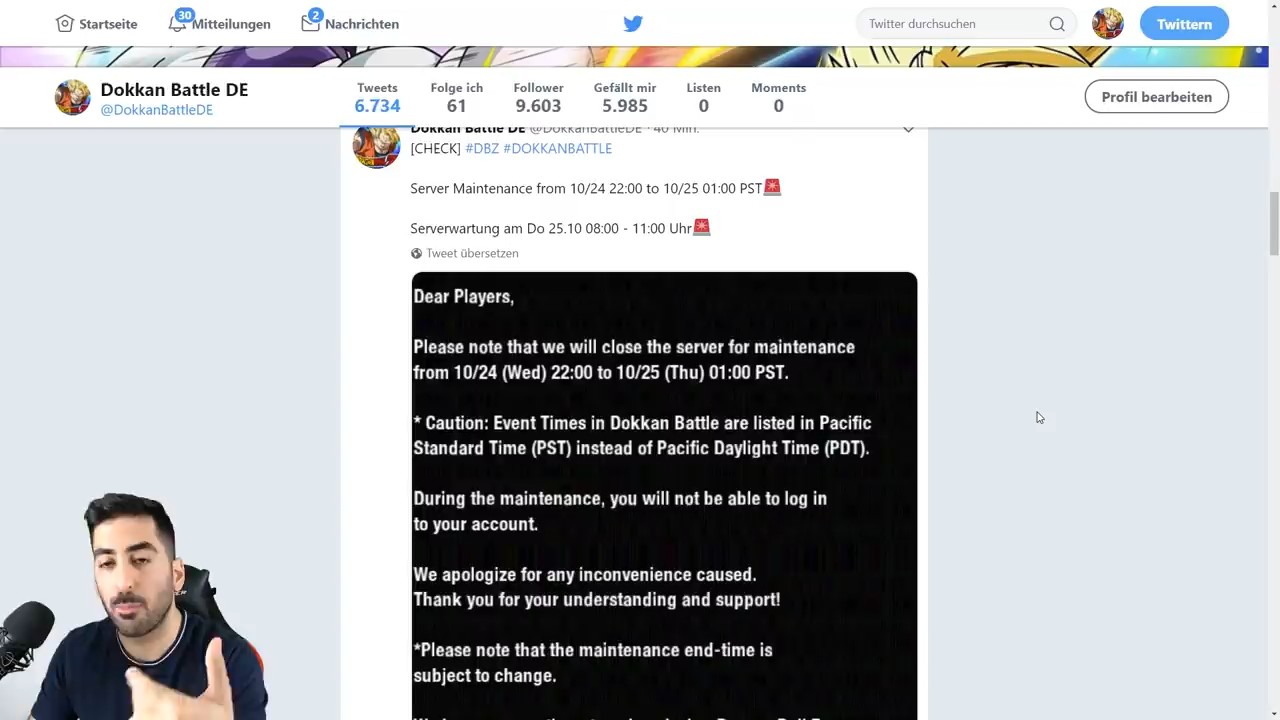 Startseite
30
Mitteilungen
2
Nachrichten
Twitter durchsuchen
Twittern
Dokkan Battle DE
@DokkanBattleDE
Tweets
6.734
Folge ich
61
Follower
9.603
Gefällt mir
5.985
Listen
0
Moments
0
Profil bearbeiten
Dokkan Battle DE @DokkanBattleDE · 40 Min.
[CHECK] #DBZ #DOKKANBATTLE
Server Maintenance from 10/24 22:00 to 10/25 01:00 PST🚨
Serverwartung am Do 25.10 08:00 - 11:00 Uhr🚨
Tweet übersetzen
Dear Players,
Please note that we will close the server for maintenance
from 10/24 (Wed) 22:00 to 10/25 (Thu) 01:00 PST.
* Caution: Event Times in Dokkan Battle are listed in Pacific
Standard Time (PST) instead of Pacific Daylight Time (PDT).
During the maintenance, you will not be able to log in
to your account.
We apologize for any inconvenience caused.
Thank you for your understanding and support!
*Please note that the maintenance end-time is
subject to change.